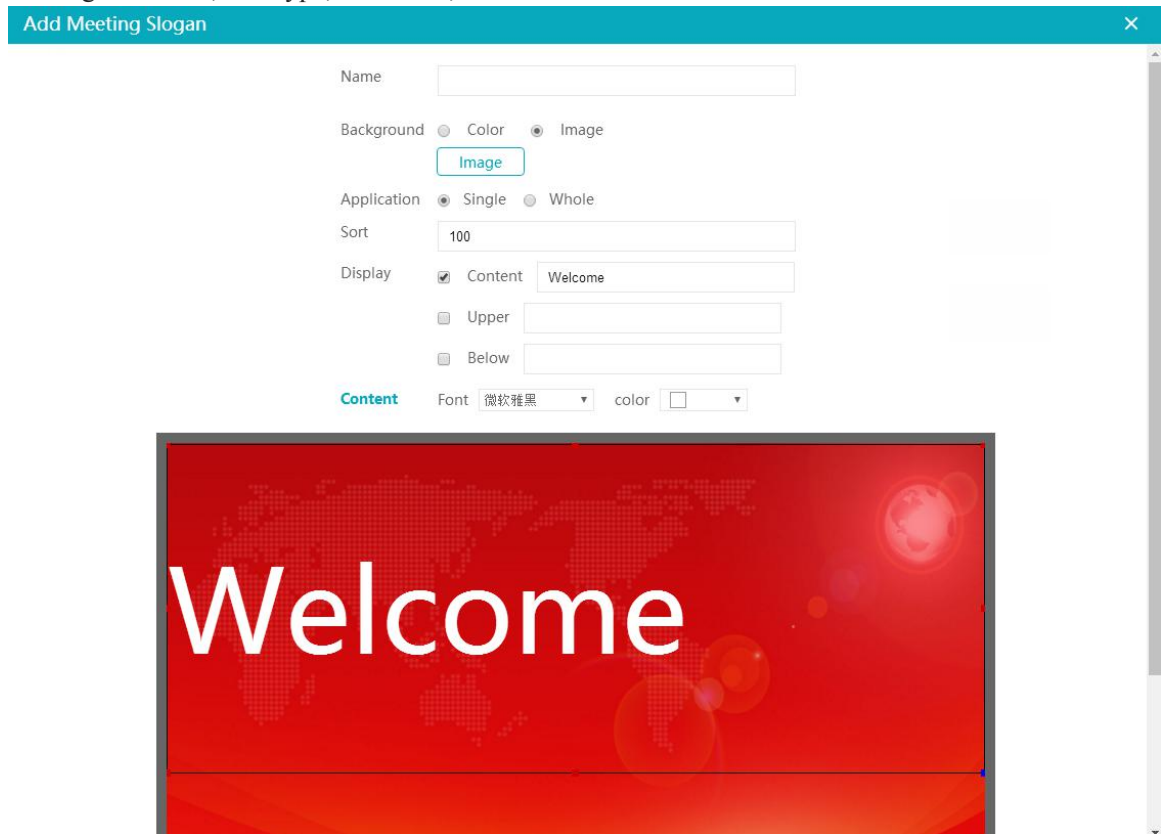 Add Meeting Slogan ×
Name
Background Color Image
Image
Application Single Whole
Sort 100
Display Content Welcome
Upper
Below
Content Font 微软雅黑 color
Welcome